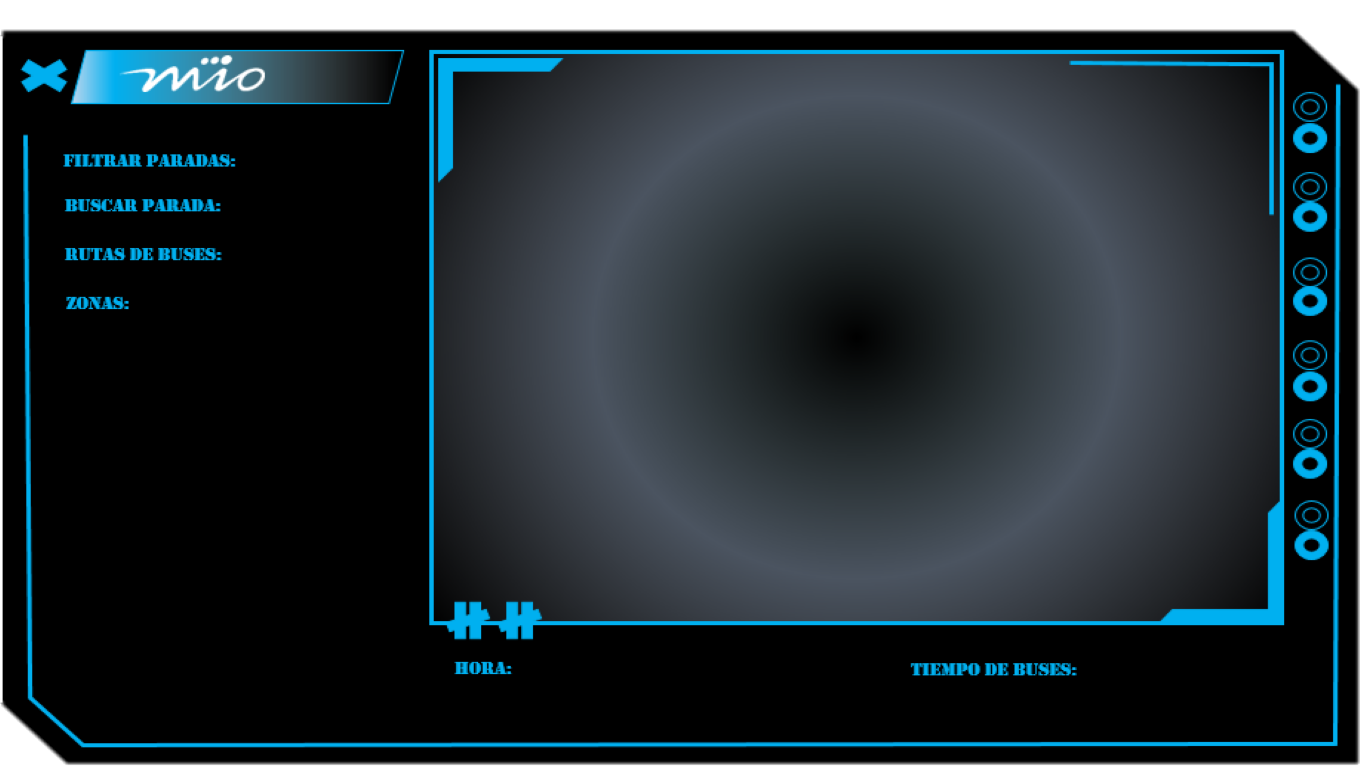 mïo
FILTRAR PARADAS:
BUSCAR PARADA:
RUTAS DE BUSES:
ZONAS:
HORA:
TIEMPO DE BUSES: